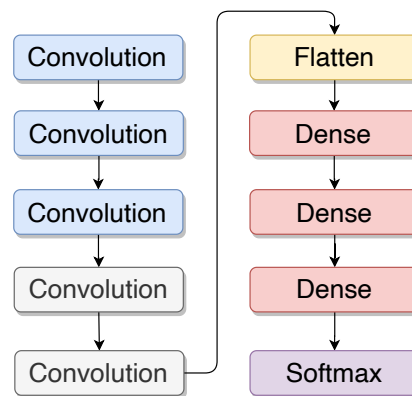 Convolution
Convolution
Convolution
Convolution
Convolution
Flatten
Dense
Dense
Dense
Softmax